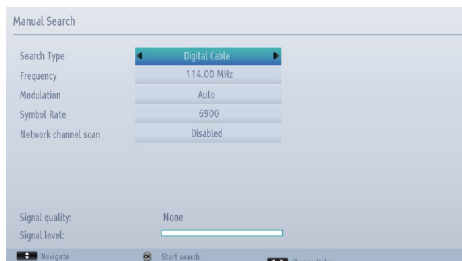 Manual Search
Search Type Digital Cable
Frequency 114.00 MHz
Modulation Auto
Symbol Rate 6900
Network channel scan Disabled
Signal quality: None
Signal level:
Navigate OK Start search